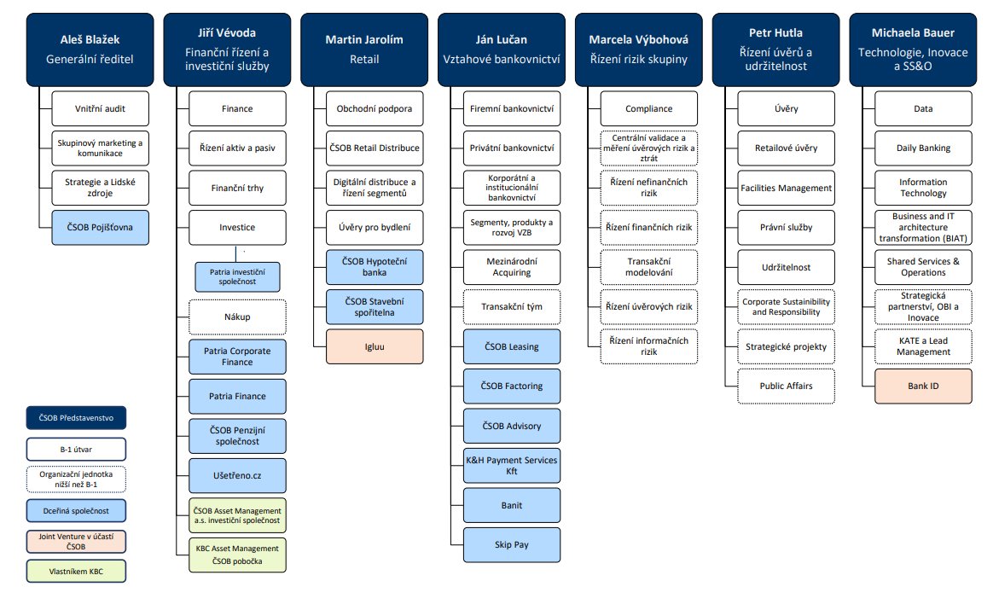 Aleš Blažek
Generální ředitel
Vnitřní audit
Skupinový marketing a
komunikace
Strategie a Lidské
zdroje
ČSOB Pojišťovna
Jiří Vévoda
Finanční řízení a
investiční služby
Finance
Řízení aktiv a pasiv
Finanční trhy
Investice
Patria investiční
společnost
Nákup
Patria Corporate
Finance
Patria Finance
ČSOB Penzijní
společnost
Ušetřeno.cz
ČSOB Asset Management
a.s. investiční společnost
KBC Asset Management
ČSOB pobočka
Martin Jarolím
Retail
Obchodní podpora
ČSOB Retail Distribuce
Digitální distribuce a
řízení segmentů
Úvěry pro bydlení
ČSOB Hypoteční
banka
ČSOB Stavební
spořitelna
Igluu
Ján Lučan
Vztahové bankovnictví
Firemní bankovnictví
Privátní bankovnictví
Korporátní a
institucionální
bankovnictví
Segmenty, produkty a
rozvoj VZB
Mezinárodní
Acquiring
Transakční tým
ČSOB Leasing
ČSOB Factoring
ČSOB Advisory
K&H Payment Services
Kft
Banit
Skip Pay
Marcela Výbohová
Řízení rizik skupiny
Compliance
Centrální validace a
měření úvěrových rizik a
ztrát
Řízení nefinančních
rizik
Řízení finančních rizik
Transakční
modelování
Řízení úvěrových rizik
Řízení informačních
rizik
Petr Hutla
Řízení úvěrů a
udržitelnost
Úvěry
Retailové úvěry
Facilities Management
Právní služby
Udržitelnost
Corporate Sustainibility
and Responsibility
Strategické projekty
Public Affairs
Michaela Bauer
Technologie, Inovace
a SS&O
Data
Daily Banking
Information
Technology
Business and IT
architecture
transformation (BIAT)
Shared Services &
Operations
Strategická
partnerství, OBI a
Inovace
KATE a Lead
Management
Bank ID
ČSOB Představenstvo
B-1 útvar
Organizační jednotka
nižší než B-1
Dceřiná společnost
Joint Venture v účastí
ČSOB
Vlastníkem KBC